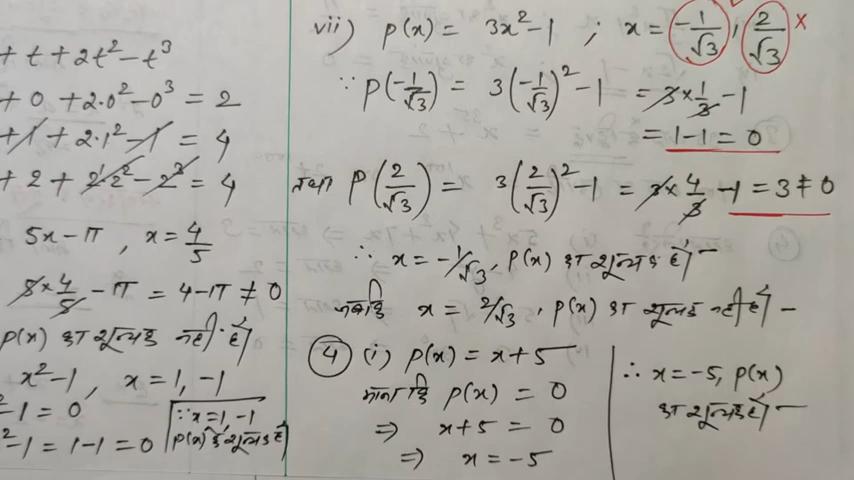 + t + 2t² - t³
+ 0 + 2.0² - 0³ = 2
+ 1 + 2.1² - 1 = 4
+ 2 + 2¹2² - 2³ = 4
5x - π , x = 4/5
5 × 4/5 - π = 4 - π ≠ 0
p(x) का शून्यक नहीं है।
x² - 1 , x = 1, -1
²- 1 = 0
²- 1 = 1 - 1 = 0
∵ x = 1, -1
p(x) के शून्यक हैं
vii) p(x) = 3x² - 1 ; x = -1/√3 , 2/√3 x
∵ p(-1/√3) = 3(-1/√3)² - 1 = 3 × 1/3 - 1
= 1 - 1 = 0
तथा p(2/√3) = 3(2/√3)² - 1 = 3 × 4/3 - 1 = 3 ≠ 0
∴ x = -1/√3, p(x) का शून्यक है।
जबकि x = 2/√3, p(x) का शून्यक नहीं है। -
4 (i) p(x) = x + 5
माना कि p(x) = 0
⇒ x + 5 = 0
⇒ x = -5
∴ x = -5, p(x)
का शून्यक है।